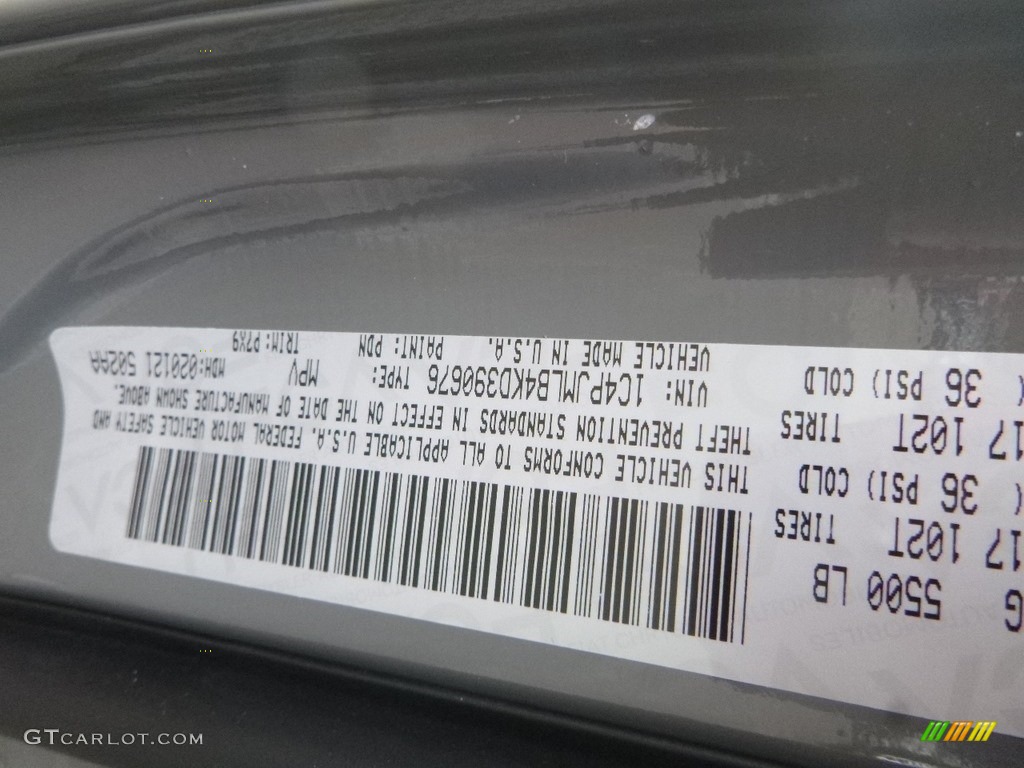 G 5500 LB
17 102T TIRES
( 36 PSI) COLD
17 102T TIRES
( 36 PSI) COLD
THIS VEHICLE CONFORMS TO ALL APPLICABLE U.S.A. FEDERAL MOTOR VEHICLE SAFETY AND
THEFT PREVENTION STANDARDS IN EFFECT ON THE DATE OF MANUFACTURE SHOWN ABOVE.
VIN: 1C4PJMLB4KD390676 TYPE: MPV MDH:020121 502AA
VEHICLE MADE IN U.S.A. PAINT: PDN TRIM: P7X9
GTCARLOT.COM